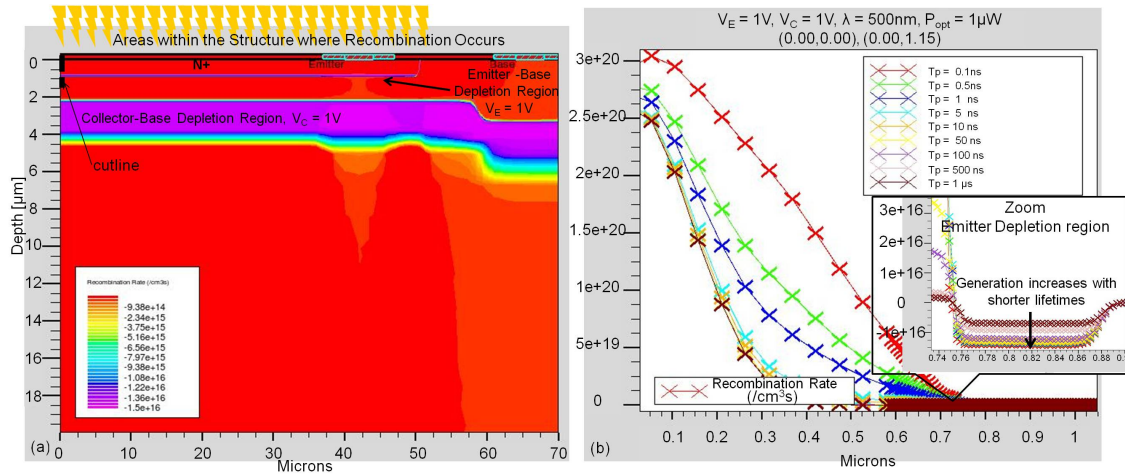 Areas within the Structure where Recombination Occurs
N+
Emitter
Base
Emitter -Base
Depletion Region
V_E = 1V
Collector-Base Depletion Region, V_C = 1V
cutline
Depth [µm]
0
2
4
6
8
10
12
14
16
18
Recombination Rate (/cm3s)
-9.38e+14
-2.34e+15
-3.75e+15
-5.16e+15
-6.56e+15
-7.97e+15
-9.38e+15
-1.08e+16
-1.22e+16
-1.36e+16
-1.5e+16
(a)
0 10 20 30 40 50 60 70
Microns
V_E = 1V, V_C = 1V, λ = 500nm, P_opt = 1µW
(0.00,0.00), (0.00,1.15)
3e+20
2.5e+20
2e+20
1.5e+20
1e+20
5e+19
0
Tp = 0.1ns
Tp = 0.5ns
Tp = 1 ns
Tp = 5 ns
Tp = 10 ns
Tp = 50 ns
Tp = 100 ns
Tp = 500 ns
Tp = 1 µs
Zoom
Emitter Depletion region
3e+16
2e+16
1e+16
0
-1e+16
Generation increases with
shorter lifetimes
0.74 0.76 0.78 0.8 0.82 0.84 0.86 0.88
Recombination Rate
(/cm³s)
(b)
0.1 0.2 0.3 0.4 0.5 0.6 0.7 0.8 0.9 1
Microns